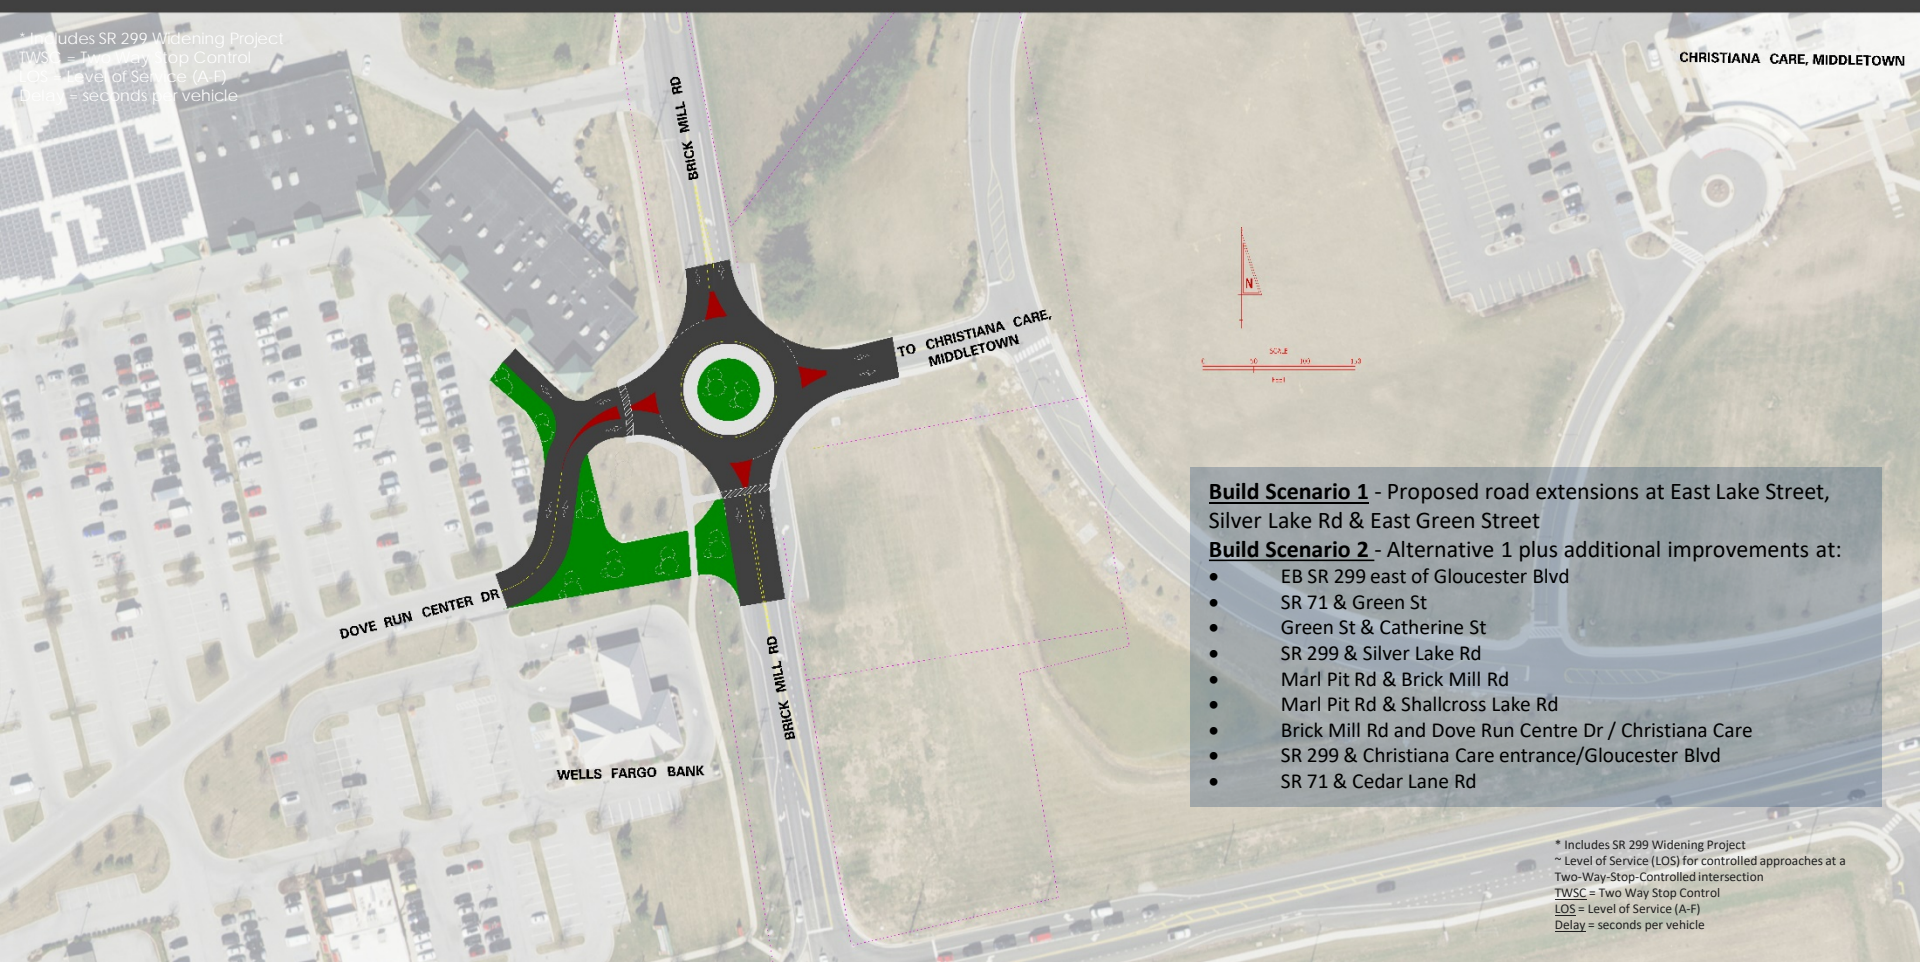 * Includes SR 299 Widening Project
TWSC = Two Way Stop Control
LOS = Level of Service (A-F)
Delay = seconds per vehicle
CHRISTIANA CARE, MIDDLETOWN
BRICK MILL RD
N
SCALE
0 50 100 150
Feet
TO CHRISTIANA CARE,
MIDDLETOWN
Build Scenario 1 - Proposed road extensions at East Lake Street,
Silver Lake Rd & East Green Street
Build Scenario 2 - Alternative 1 plus additional improvements at:
• EB SR 299 east of Gloucester Blvd
• SR 71 & Green St
• Green St & Catherine St
• SR 299 & Silver Lake Rd
• Marl Pit Rd & Brick Mill Rd
• Marl Pit Rd & Shallcross Lake Rd
• Brick Mill Rd and Dove Run Centre Dr / Christiana Care
• SR 299 & Christiana Care entrance/Gloucester Blvd
• SR 71 & Cedar Lane Rd
DOVE RUN CENTER DR
BRICK MILL RD
WELLS FARGO BANK
* Includes SR 299 Widening Project
~ Level of Service (LOS) for controlled approaches at a
Two-Way-Stop-Controlled intersection
TWSC = Two Way Stop Control
LOS = Level of Service (A-F)
Delay = seconds per vehicle